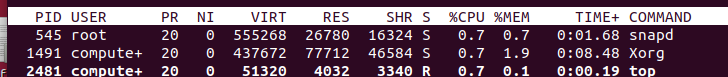 PID USER PR NI VIRT RES SHR S %CPU %MEM TIME+ COMMAND
545 root 20 0 555268 26780 16324 S 0.7 0.7 0:01.68 snapd
1491 compute+ 20 0 437672 77712 46584 S 0.7 1.9 0:08.48 Xorg
2481 compute+ 20 0 51320 4032 3340 R 0.7 0.1 0:00.19 top